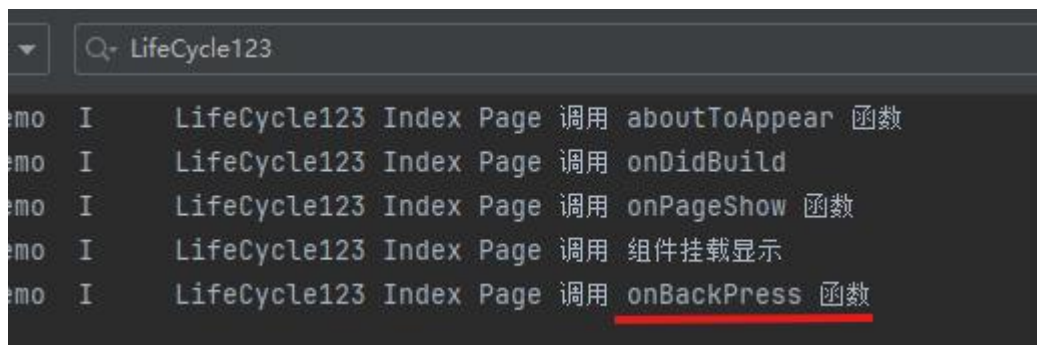 LifeCycle123
emo I LifeCycle123 Index Page 调用 aboutToAppear 函数
emo I LifeCycle123 Index Page 调用 onDidBuild
emo I LifeCycle123 Index Page 调用 onPageShow 函数
emo I LifeCycle123 Index Page 调用 组件挂载显示
emo I LifeCycle123 Index Page 调用 onBackPress 函数